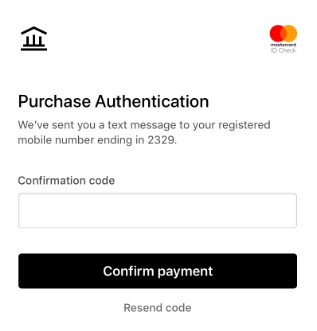 mastercard
ID Check
Purchase Authentication
We've sent you a text message to your registered
mobile number ending in 2329.
Confirmation code
Confirm payment
Resend code